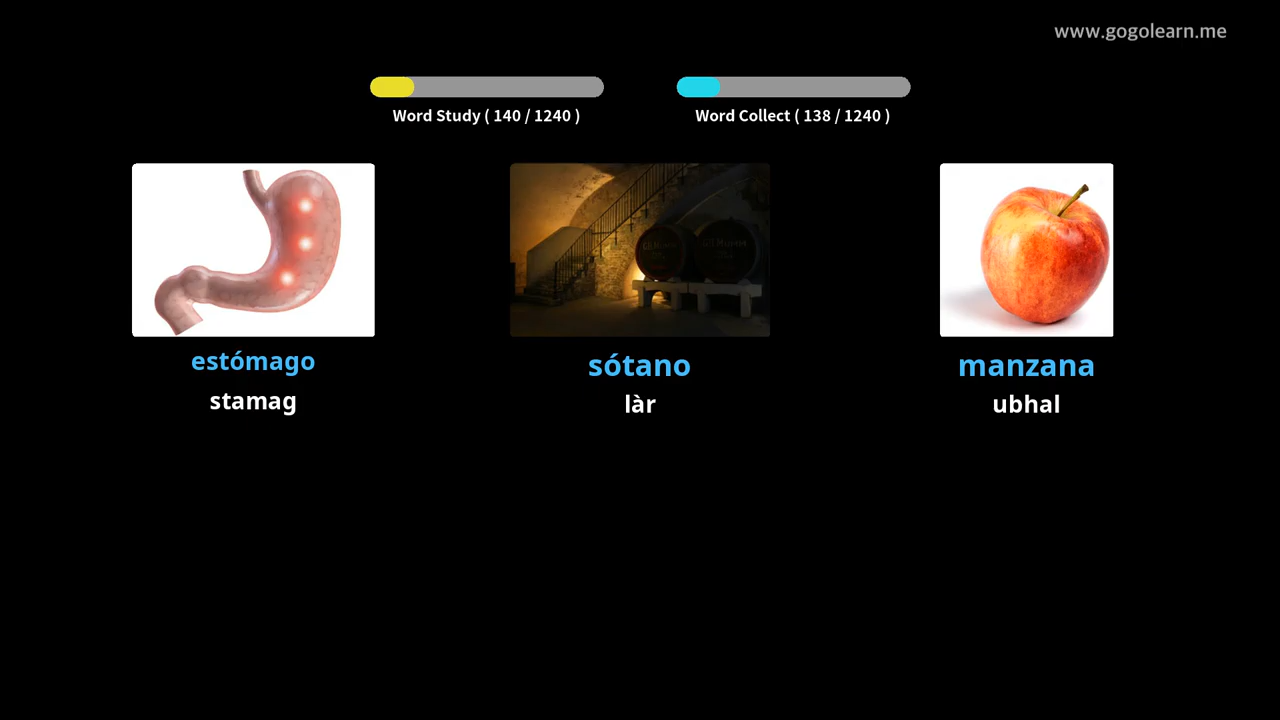 www.gogolearn.me
Word Study ( 140 / 1240 )
Word Collect ( 138 / 1240 )
estómago
sótano
manzana
stamag
làr
ubhal